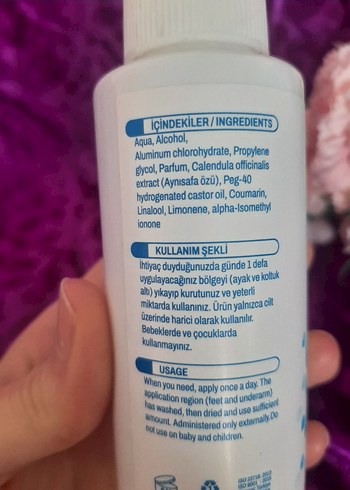 İÇİNDEKİLER / INGREDIENTS
Aqua, Alcohol,
Aluminum chlorohydrate, Propylene
glycol, Parfum, Calendula officinalis
extract (Aynısafa özü), Peg-40
hydrogenated castor oil, Coumarin,
Linalool, Limonene, alpha-Isomethyl
ionone
KULLANIM ŞEKLİ
İhtiyaç duyduğunuzda günde 1 defa
uygulayacağınız bölgeyi (ayak ve koltuk
altı) yıkayıp kurutunuz ve yeterli
miktarda kullanınız. Ürün yalnızca cilt
üzerinde harici olarak kullanılır.
Bebeklerde ve çocuklarda
kullanmayınız.
USAGE
When you need, apply once a day. The
application region (feet and underarm)
has washed, then dried and use sufficient
amount. Administered only externally.Do
not use on baby and children.